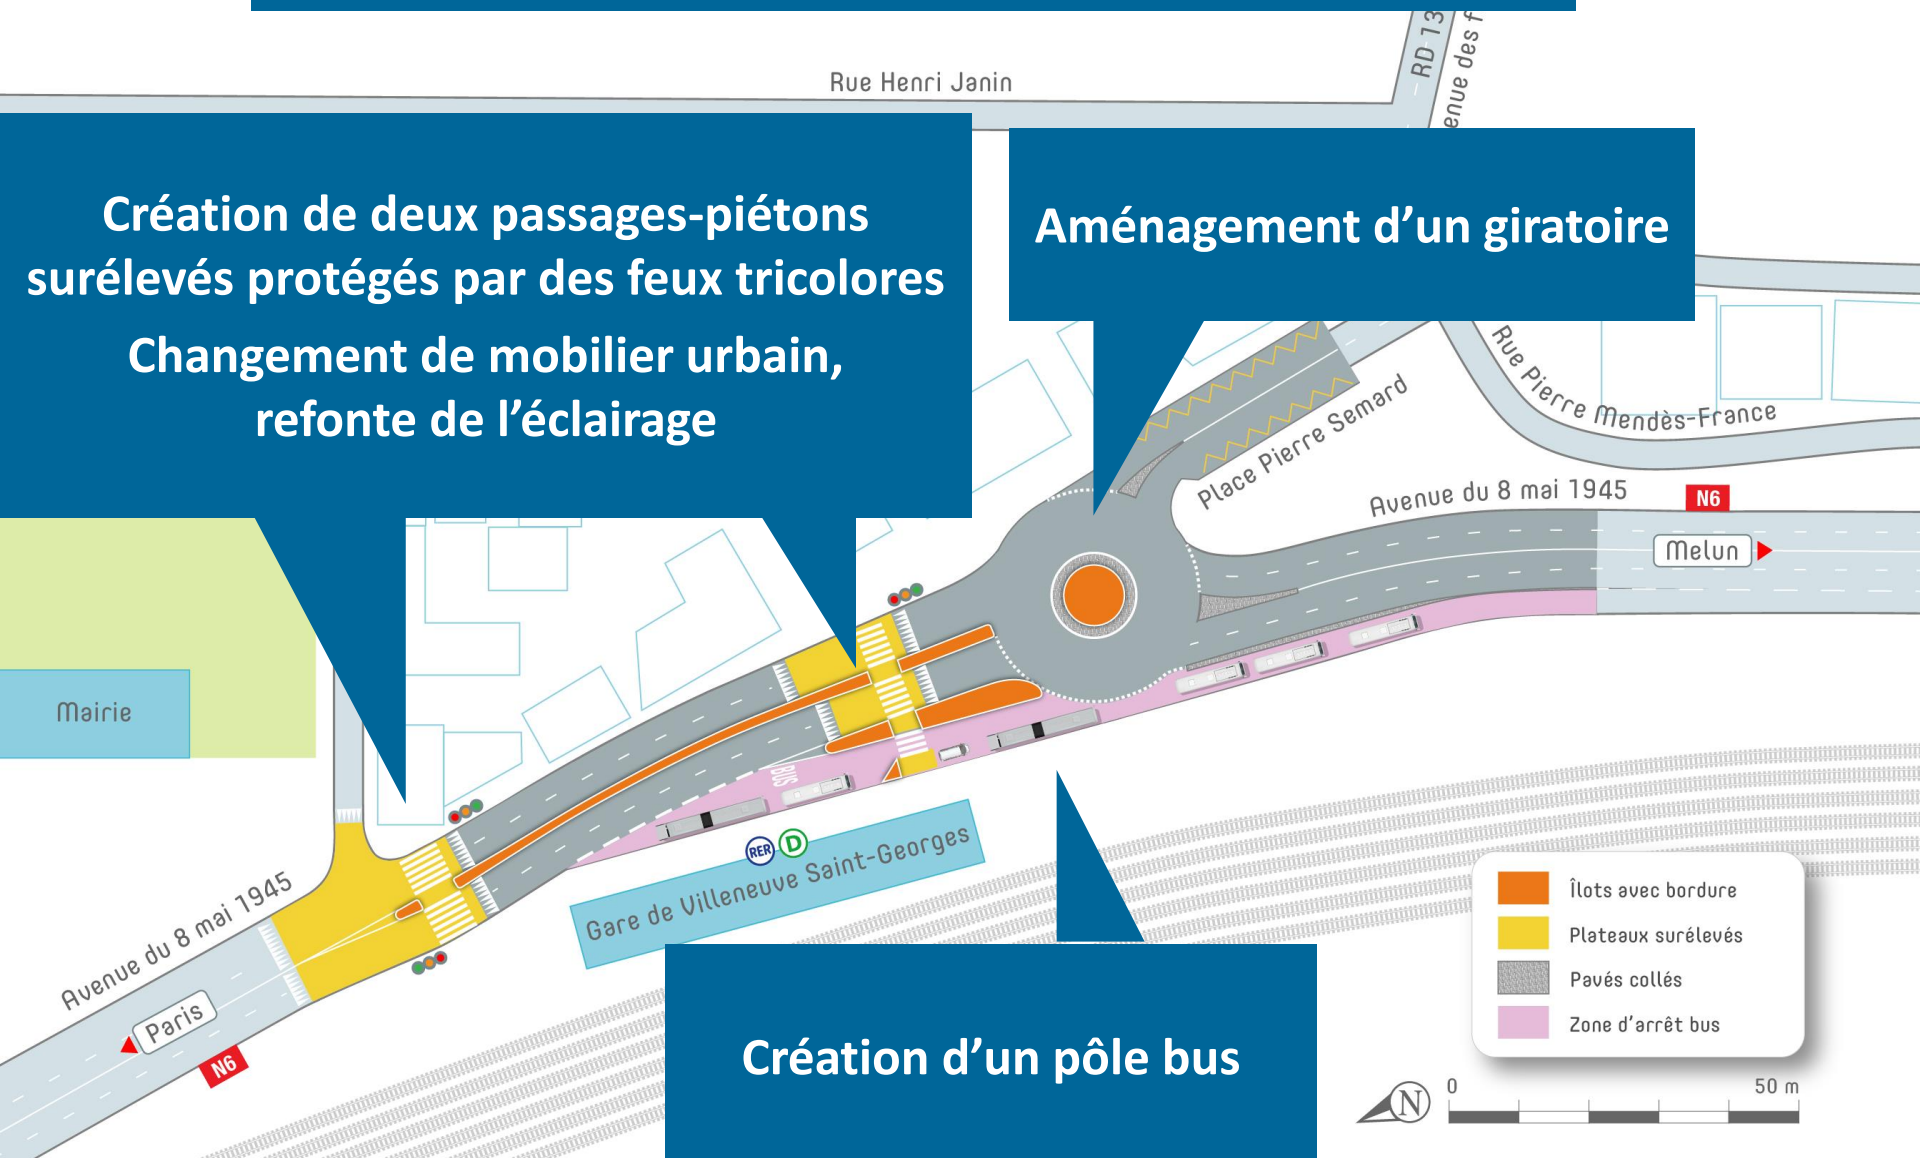 RD 13
enue des f
Rue Henri Janin
Création de deux passages-piétons
surélevés protégés par des feux tricolores
Changement de mobilier urbain,
refonte de l'éclairage
Aménagement d'un giratoire
Rue Pierre Mendès-France
Place Pierre Semard
Avenue du 8 mai 1945
N6
Melun
Mairie
BUS
RER D
Gare de Villeneuve Saint-Georges
Avenue du 8 mai 1945
Paris
N6
Création d'un pôle bus
Îlots avec bordure
Plateaux surélevés
Pavés collés
Zone d'arrêt bus
N
0 50 m